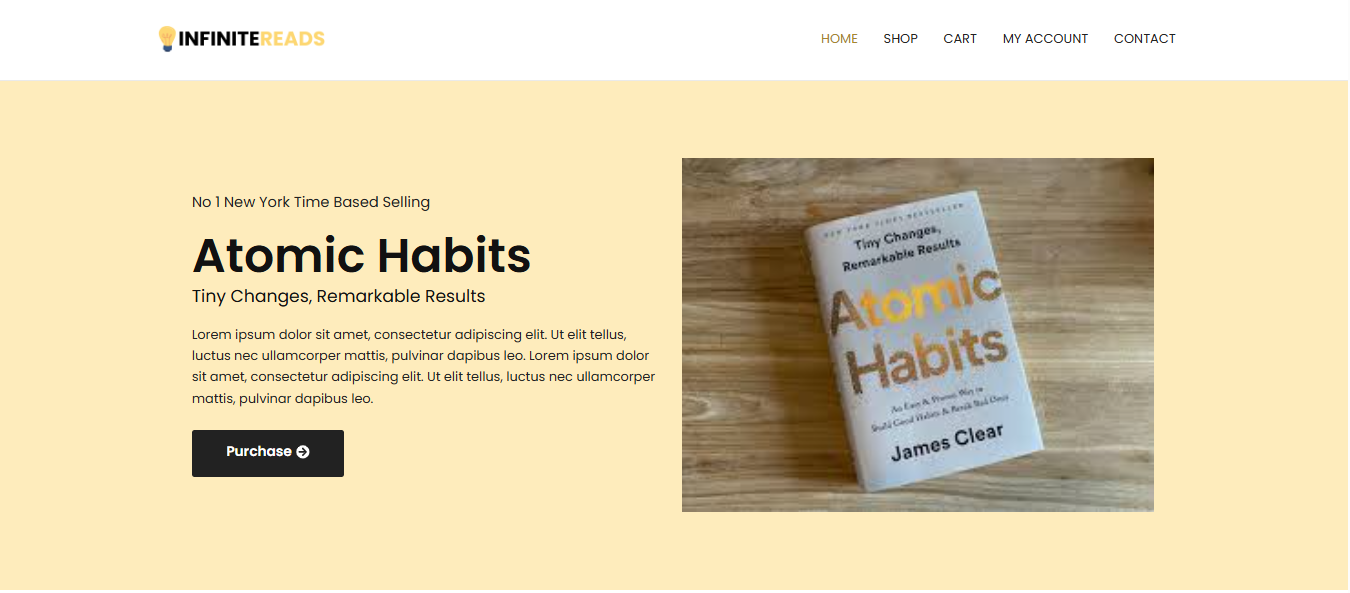 INFINITEREADS
HOME SHOP CART MY ACCOUNT CONTACT
No 1 New York Time Based Selling
Atomic Habits
Tiny Changes, Remarkable Results
Lorem ipsum dolor sit amet, consectetur adipiscing elit. Ut elit tellus,
luctus nec ullamcorper mattis, pulvinar dapibus leo. Lorem ipsum dolor
sit amet, consectetur adipiscing elit. Ut elit tellus, luctus nec ullamcorper
mattis, pulvinar dapibus leo.
Purchase
NEW YORK TIMES BESTSELLER
Tiny Changes,
Remarkable Results
Atomic
Habits
An Easy & Proven Way to
Build Good Habits & Break Bad Ones
James Clear